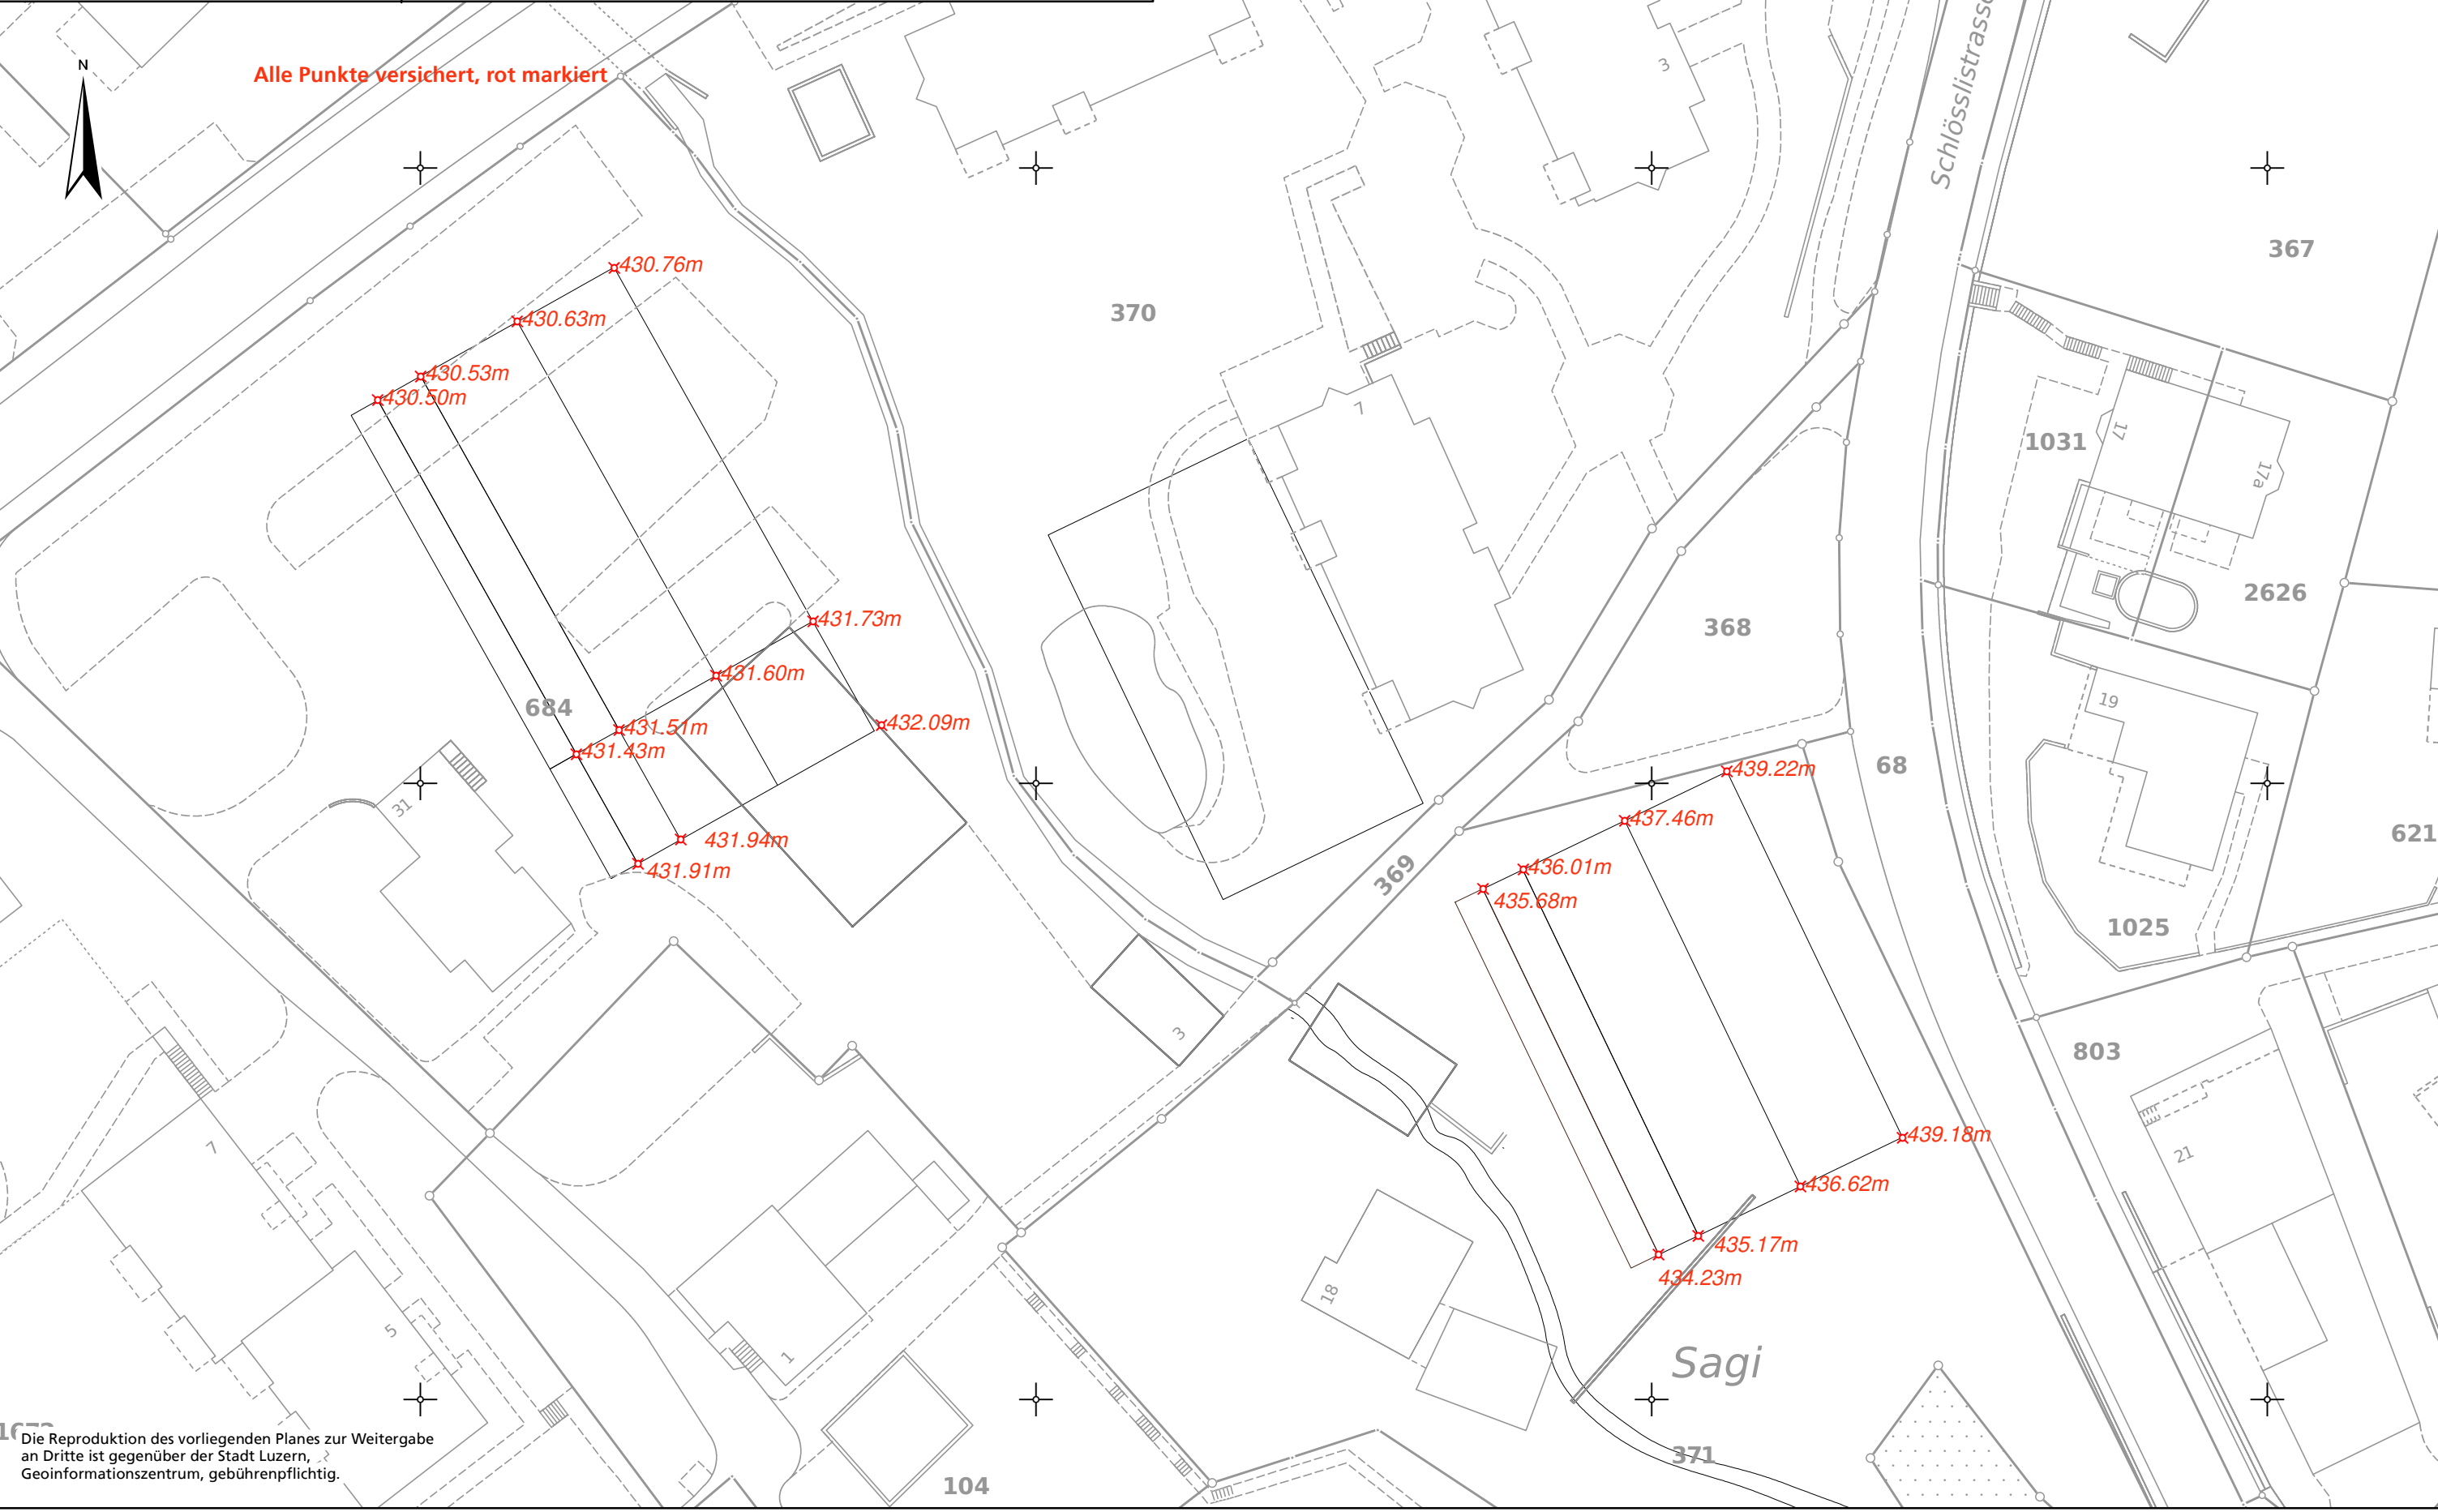 N
Alle Punkte versichert, rot markiert
Schlösslistrasse
3
367
430.76m
370
430.63m
430.53m
430.50m
7
1031
17
17a
2626
431.73m
368
431.60m
684
431.51m
432.09m
431.43m
19
68
439.22m
31
437.46m
431.94m
621
436.01m
431.91m
369
435.68m
1025
3
803
439.18m
7
21
436.62m
435.17m
434.23m
18
5
1
Sagi
371
104
Die Reproduktion des vorliegenden Planes zur Weitergabe
an Dritte ist gegenüber der Stadt Luzern,
Geoinformationszentrum, gebührenpflichtig.